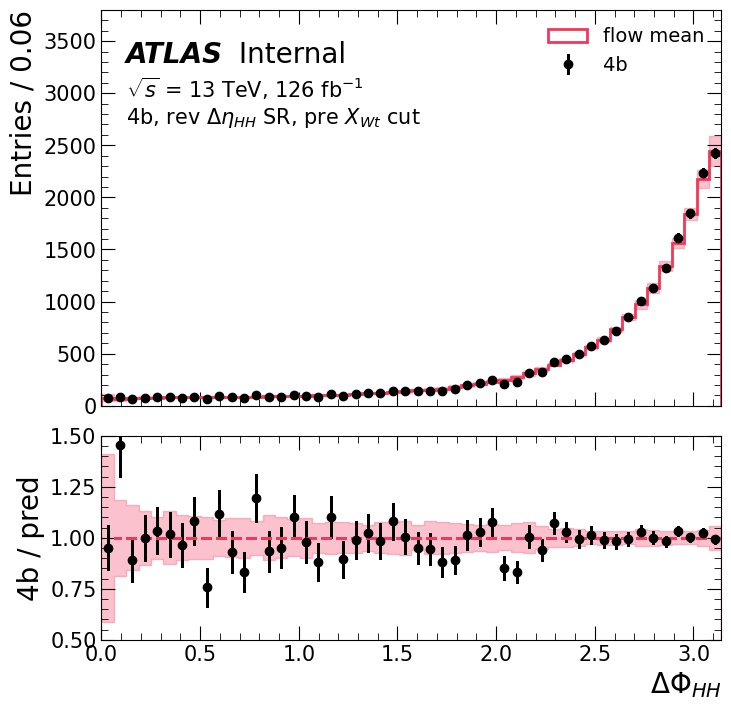 Entries / 0.06
3500
3000
2500
2000
1500
1000
500
0
ATLAS Internal
√s = 13 TeV, 126 fb⁻¹
4b, rev Δη_HH SR, pre X_Wt cut
flow mean
4b
4b / pred
1.50
1.25
1.00
0.75
0.50
0.0 0.5 1.0 1.5 2.0 2.5 3.0
ΔΦ_HH